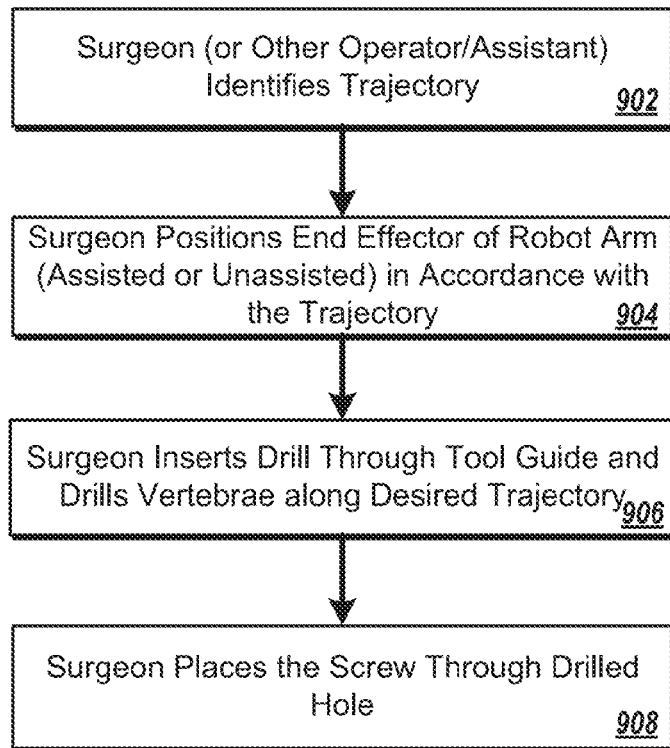 Surgeon (or Other Operator/Assistant)
Identifies Trajectory
902
Surgeon Positions End Effector of Robot Arm
(Assisted or Unassisted) in Accordance with
the Trajectory
904
Surgeon Inserts Drill Through Tool Guide and
Drills Vertebrae along Desired Trajectory
906
Surgeon Places the Screw Through Drilled
Hole
908